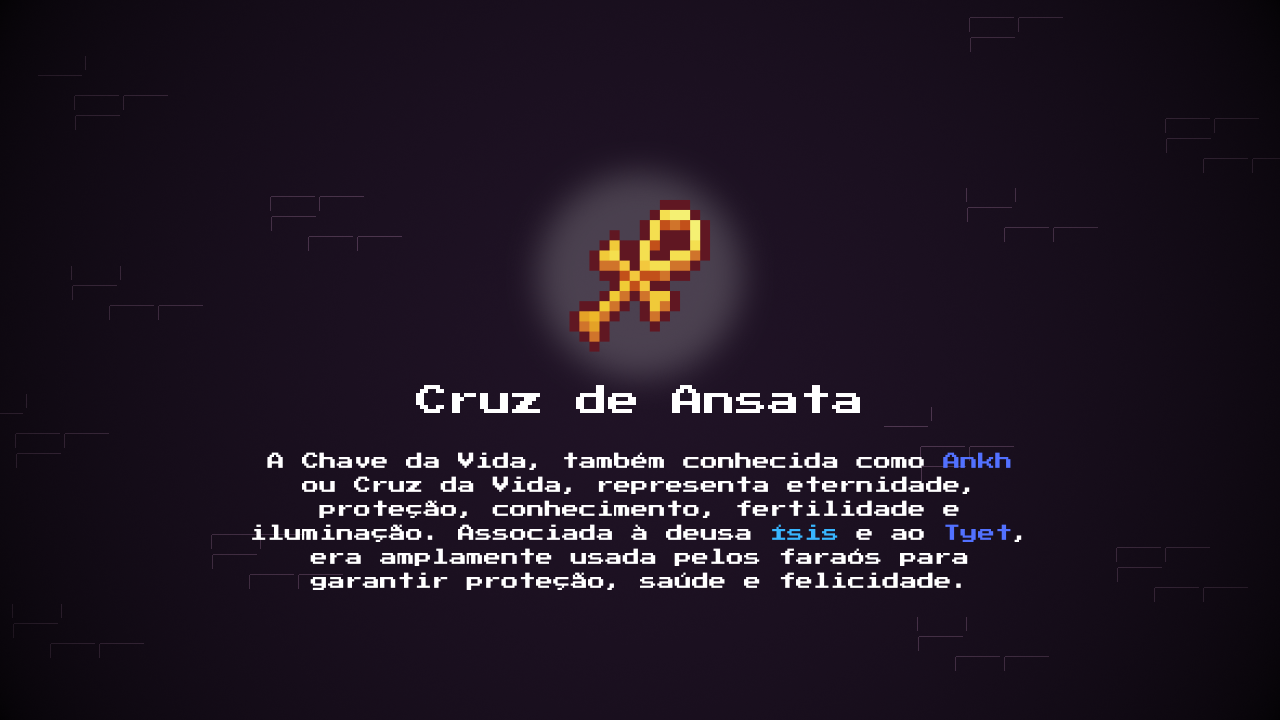 Cruz de Ansata
A Chave da Vida, também conhecida como Ankh
ou Cruz da Vida, representa eternidade,
proteção, conhecimento, fertilidade e
iluminação. Associada à deusa ísis e ao Tyet,
era amplamente usada pelos faraós para
garantir proteção, saúde e felicidade.